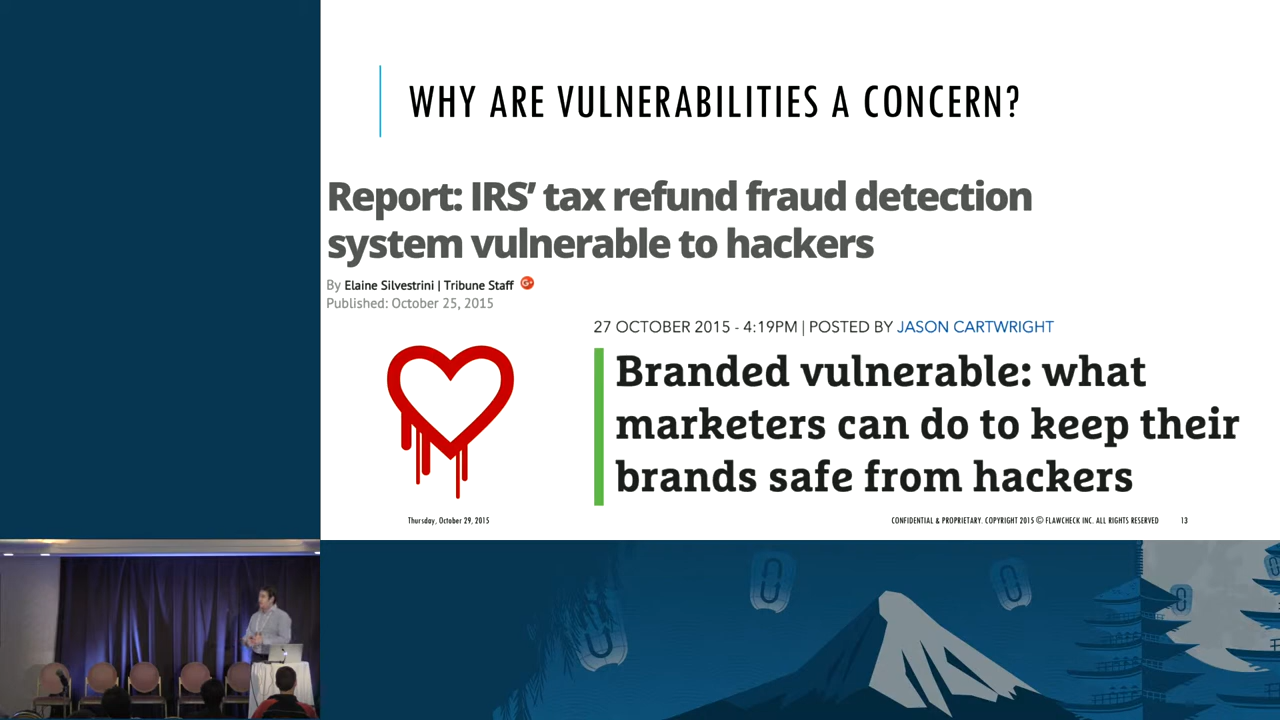 WHY ARE VULNERABILITIES A CONCERN?
Report: IRS’ tax refund fraud detection
system vulnerable to hackers
By Elaine Silvestrini | Tribune Staff G+
Published: October 25, 2015
27 OCTOBER 2015 - 4:19PM | POSTED BY JASON CARTWRIGHT
Branded vulnerable: what
marketers can do to keep their
brands safe from hackers
Thursday, October 29, 2015
CONFIDENTIAL & PROPRIETARY. COPYRIGHT 2015 © FLAWCHECK INC. ALL RIGHTS RESERVED
13